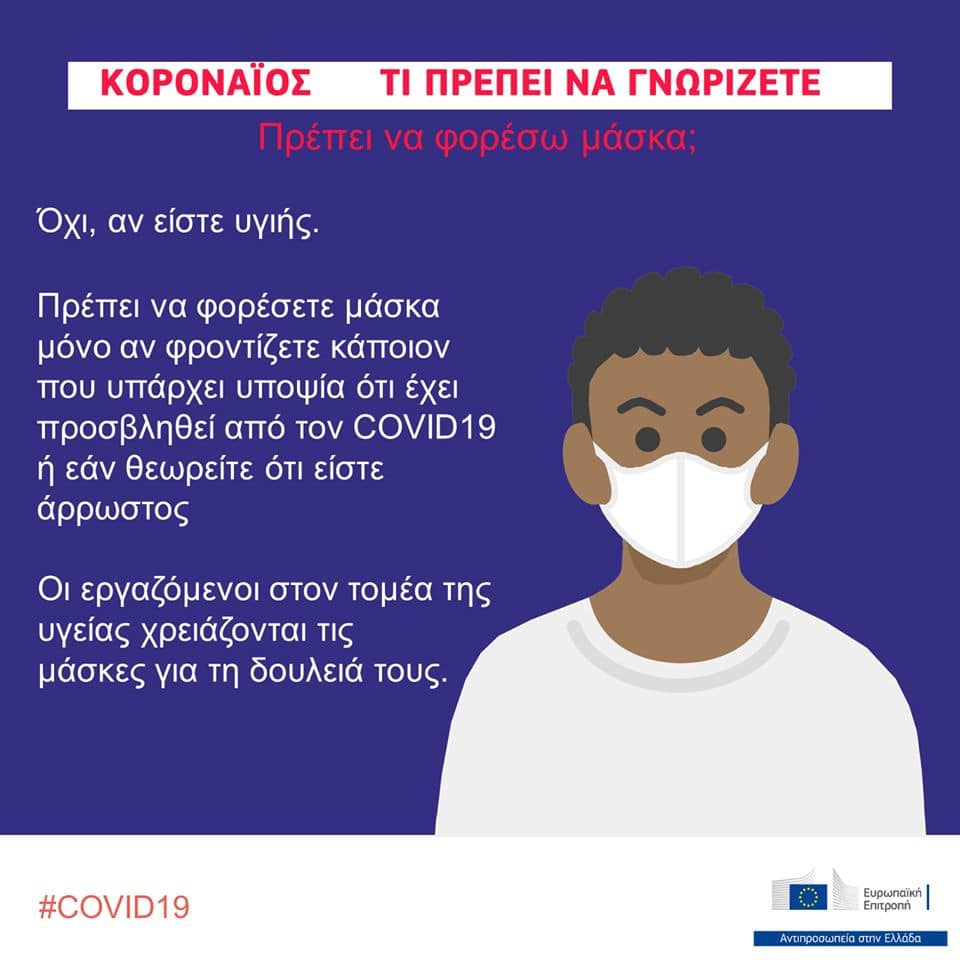 ΚΟΡΟΝΑΪΟΣ ΤΙ ΠΡΕΠΕΙ ΝΑ ΓΝΩΡΙΖΕΤΕ
Πρέπει να φορέσω μάσκα;
Όχι, αν είστε υγιής.
Πρέπει να φορέσετε μάσκα
μόνο αν φροντίζετε κάποιον
που υπάρχει υποψία ότι έχει
προσβληθεί από τον COVID19
ή εάν θεωρείτε ότι είστε
άρρωστος
Οι εργαζόμενοι στον τομέα της
υγείας χρειάζονται τις
μάσκες για τη δουλειά τους.
#COVID19
Ευρωπαϊκή
Επιτροπή
Αντιπροσωπεία στην Ελλάδα